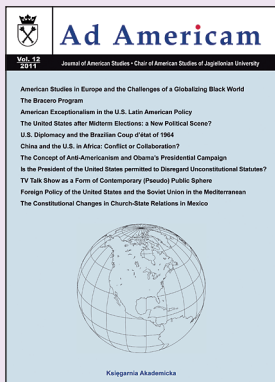 Ad Americam
Vol. 12
2011
Journal of American Studies • Chair of American Studies of Jagiellonian University
American Studies in Europe and the Challenges of a Globalizing Black World
The Bracero Program
American Exceptionalism in the U.S. Latin American Policy
The United States after Midterm Elections: a New Political Scene?
U.S. Diplomacy and the Brazilian Coup d'état of 1964
China and the U.S. in Africa: Conflict or Collaboration?
The Concept of Anti-Americanism and Obama's Presidential Campaign
Is the President of the United States permitted to Disregard Unconstitutional Statutes?
TV Talk Show as a Form of Contemporary (Pseudo) Public Sphere
Foreign Policy of the United States and the Soviet Union in the Mediterranean
The Constitutional Changes in Church-State Relations in Mexico
Księgarnia Akademicka